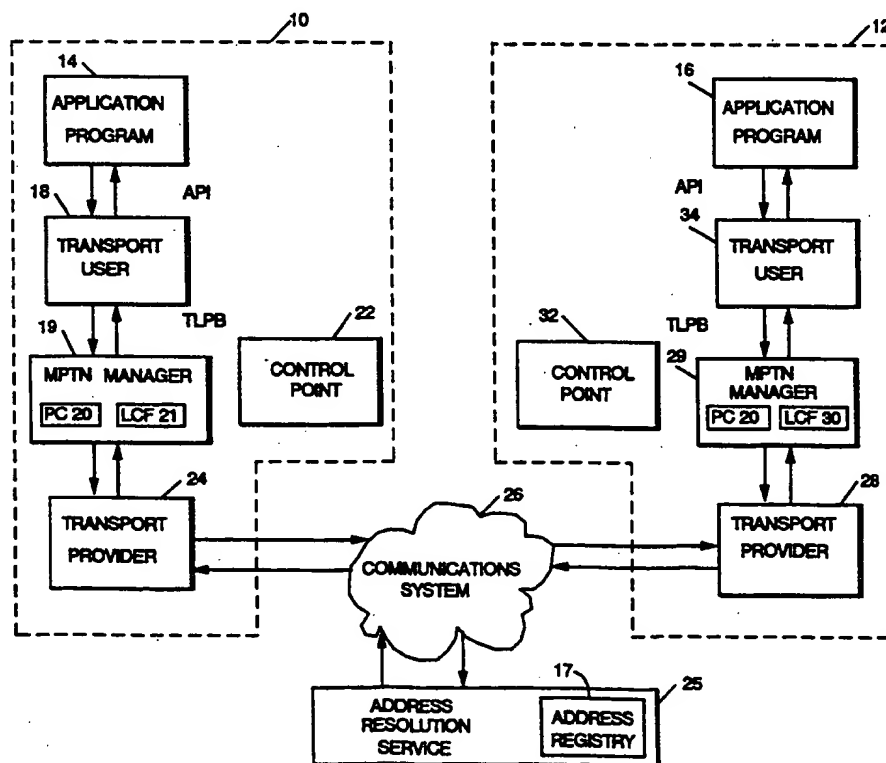 10
12
14
APPLICATION
PROGRAM
16
APPLICATION
PROGRAM
API
18
TRANSPORT
USER
API
34
TRANSPORT
USER
TLPB
19
MPTN MANAGER
PC 20 LCF 21
22
CONTROL
POINT
32
CONTROL
POINT
TLPB
29
MPTN
MANAGER
PC 20 LCF 30
24
TRANSPORT
PROVIDER
26
COMMUNICATIONS
SYSTEM
28
TRANSPORT
PROVIDER
25
ADDRESS
RESOLUTION
SERVICE
17
ADDRESS
REGISTRY